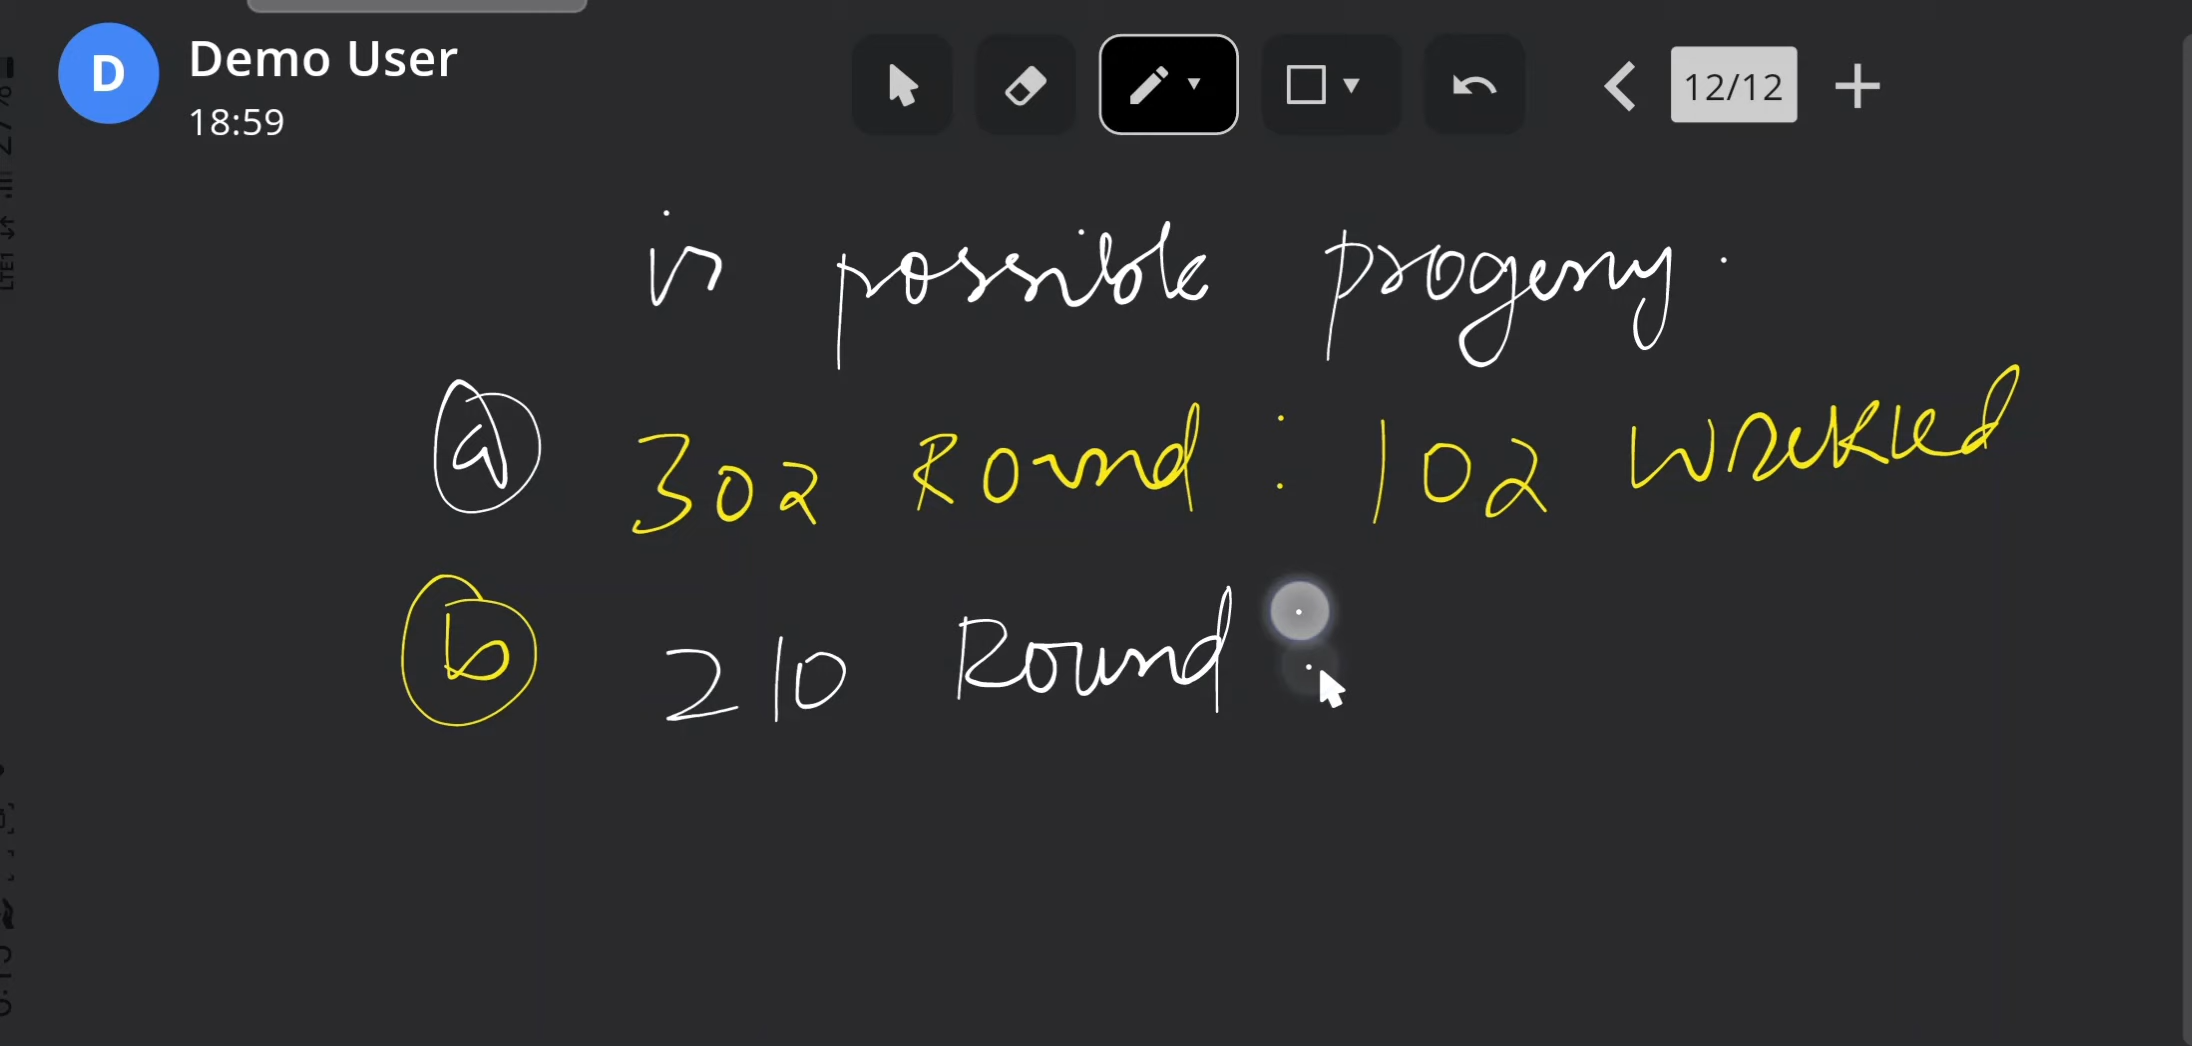 Demo User
18:59
12/12
is possible progeny.
a 302 Round : 102 wrinkled
b 210 Round :